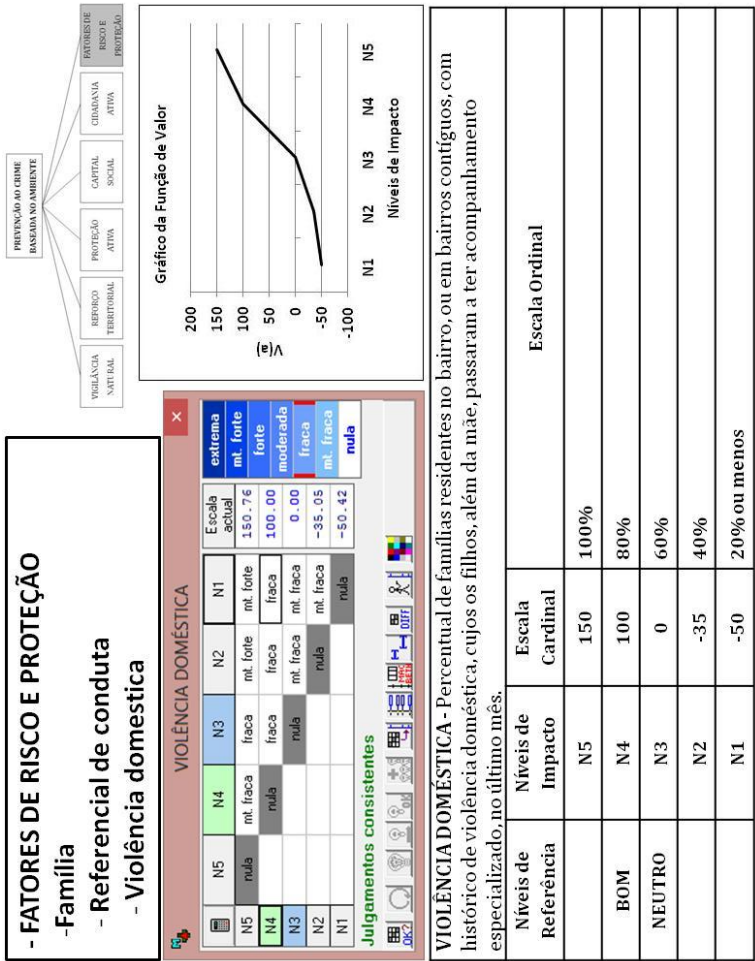 - FATORES DE RISCO E PROTEÇÃO
-Família
- Referencial de conduta
- Violência domestica
PREVENÇÃO AO CRIME
BASEADA NO AMBIENTE
VIGILÂNCIA
NATURAL
REFORÇO
TERRITORIAL
PROTEÇÃO
ATIVA
CAPITAL
SOCIAL
CIDADANIA
ATIVA
FATORES DE
RISCO E
PROTEÇÃO
VIOLÊNCIA DOMÉSTICA
N5 N4 N3 N2 N1 Escala actual
N5 nula mt. fraca fraca mt. forte mt. forte 150.76
N4 nula fraca fraca fraca 100.00
N3 nula mt. fraca mt. fraca 0.00
N2 nula mt. fraca -35.05
N1 nula -50.42
extrema
mt. forte
forte
moderada
fraca
mt. fraca
nula
Julgamentos consistentes
OK?
MAC
BETH
DIFF
Gráfico da Função de Valor
V(a)
200
150
100
50
0
-50
-100
N1 N2 N3 N4 N5
Níveis de Impacto
VIOLÊNCIA DOMÉSTICA - Percentual de famílias residentes no bairro, ou em bairros contíguos, com
histórico de violência doméstica, cujos os filhos, além da mãe, passaram a ter acompanhamento
especializado, no último mês.
Níveis de Referência Níveis de Impacto Escala Cardinal Escala Ordinal
N5 150 100%
BOM N4 100 80%
NEUTRO N3 0 60%
N2 -35 40%
N1 -50 20% ou menos